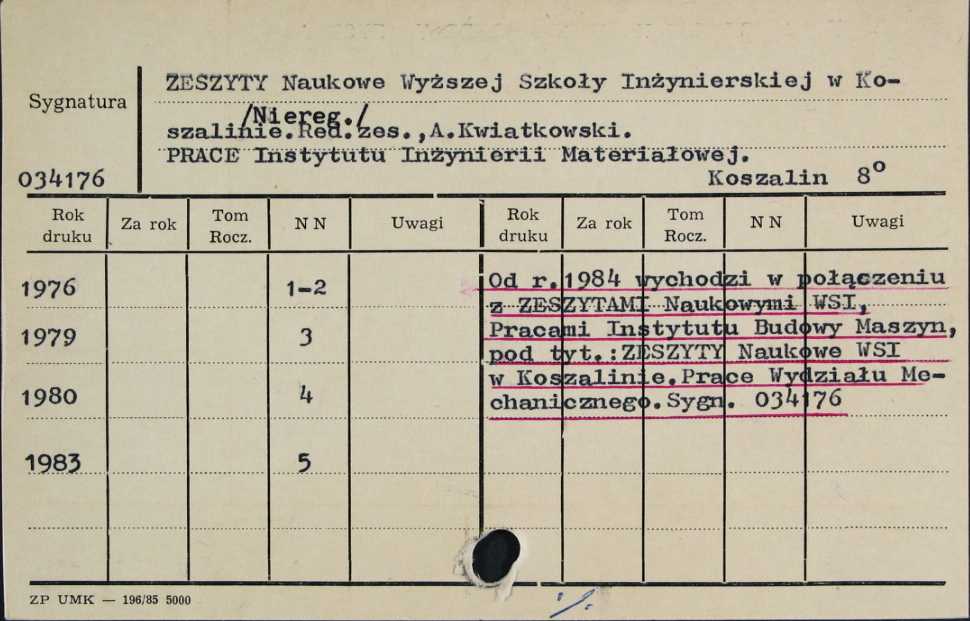 ZESZYTY Naukowe Wyższej Szkoły Inżynierskiej w Ko-
Sygnatura
/Niereg./
szalinie.Red.zes.,A.Kwiatkowski.
PRACE Instytutu Inżynierii Materiałowej.
034176
Koszalin 8o
Rok druku Za rok Tom Rocz. N N Uwagi Rok druku Za rok Tom Rocz. N N Uwagi
1976 1-2
1979 3
1980 4
1983 5
Od r.1984 wychodzi w połączeniu
z ZESZYTAMI Naukowymi WSI,
Pracami Instytutu Budowy Maszyn,
pod tyt.:ZESZYTY Naukowe WSI
w Koszalinie.Prace Wydziału Me-
chanicznego.Sygn. 034176
ZP UMK — 196/85 5000